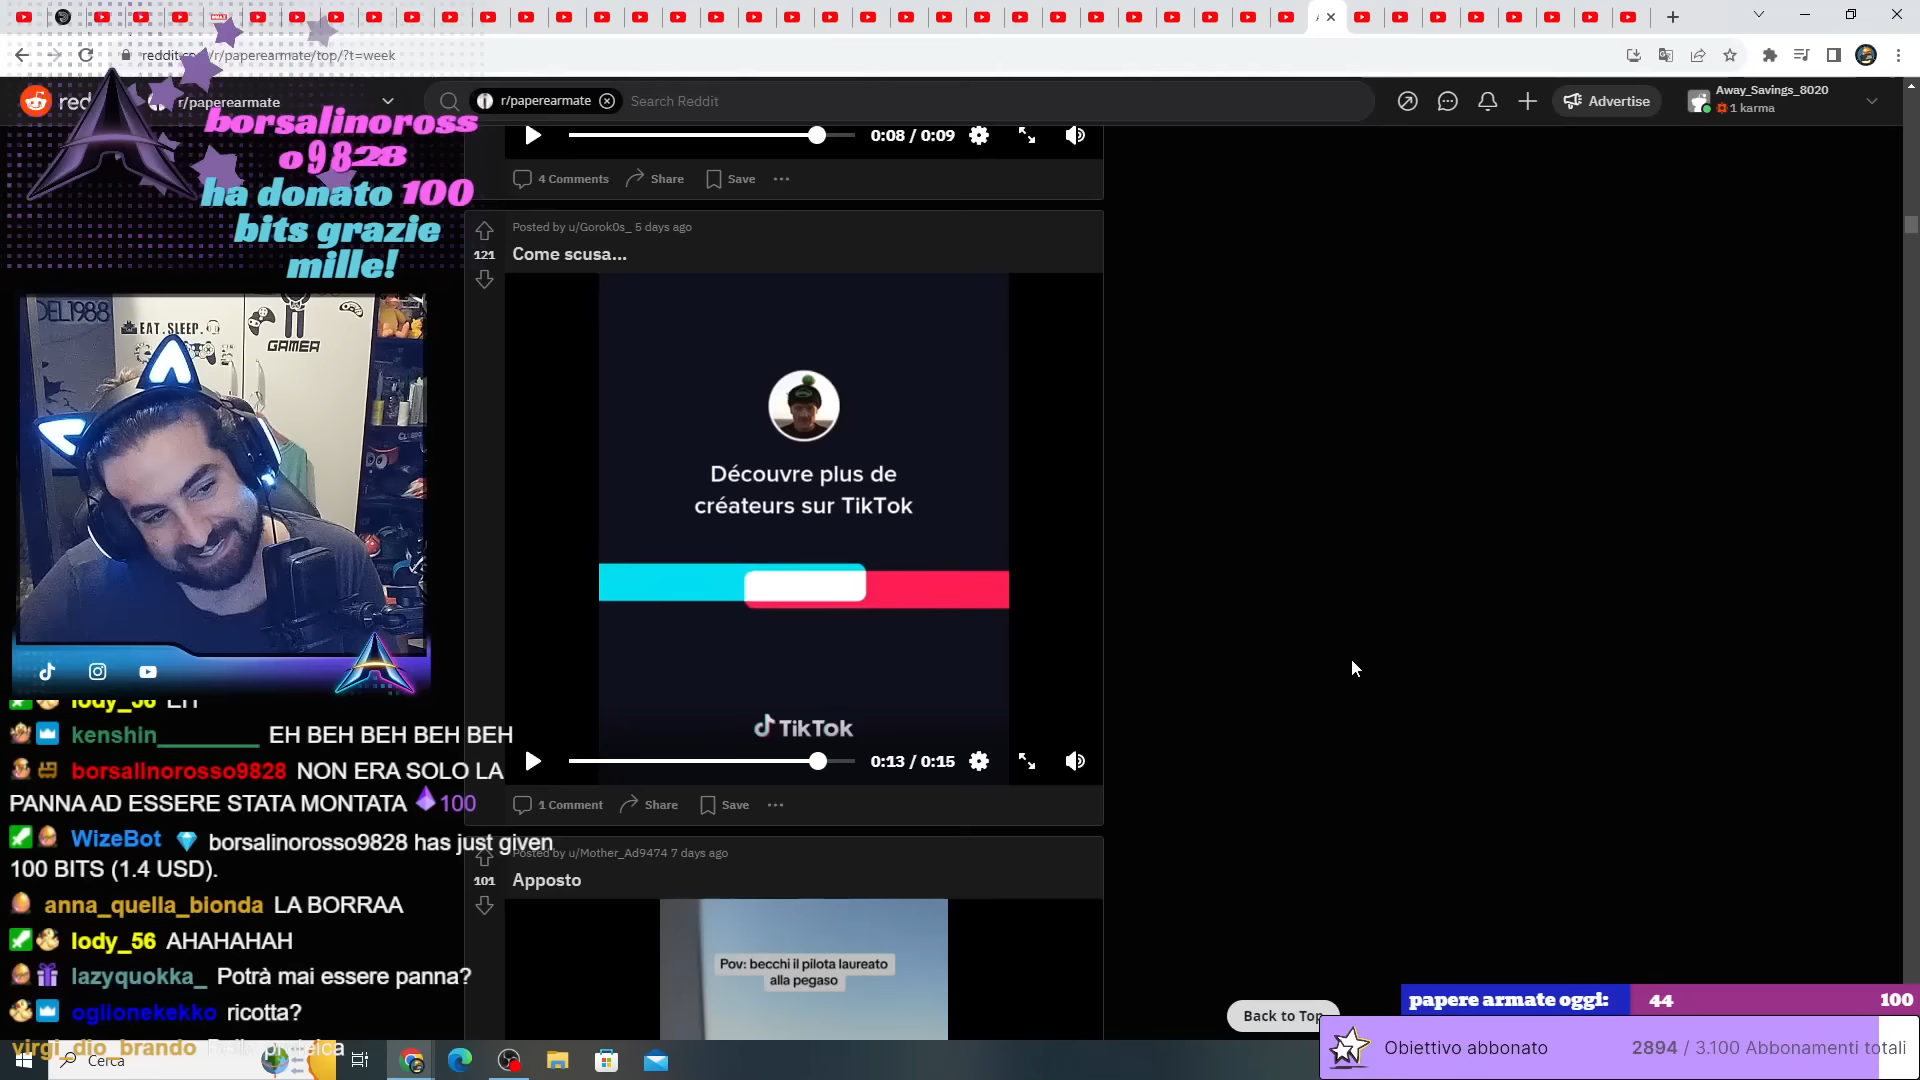 reddit.co /r/paperearmate/top/?t=week
red
r/paperearmate
r/paperearmate
Search Reddit
Advertise
Away_Savings_8020
1 karma
borsalinoross
o9828
ha donato 100
bits grazie
mille!
0:08 / 0:09
4 Comments
Share
Save
Posted by u/Gorok0s_ 5 days ago
121
Come scusa...
DEL1988
EAT.SLEEP.
GAMER
Découvre plus de
créateurs sur TikTok
TikTok
0:13 / 0:15
1 Comment
Share
Save
lody_56 EH
kenshin________ EH BEH BEH BEH BEH
borsalinorosso9828 NON ERA SOLO LA
PANNA AD ESSERE STATA MONTATA 100
WizeBot borsalinorosso9828 has just given
100 BITS (1.4 USD).
anna_quella_bionda LA BORRAA
lody_56 AHAHAHAH
lazyquokka_ Potrà mai essere panna?
oglionekekko ricotta?
virgi_dio_brando
Posted by u/Mother_Ad9474 7 days ago
101
Apposto
Pov: becchi il pilota laureato
alla pegaso
Back to Top
papere armate oggi: 44 100
Obiettivo abbonato 2894 / 3.100 Abbonamenti totali
Cerca